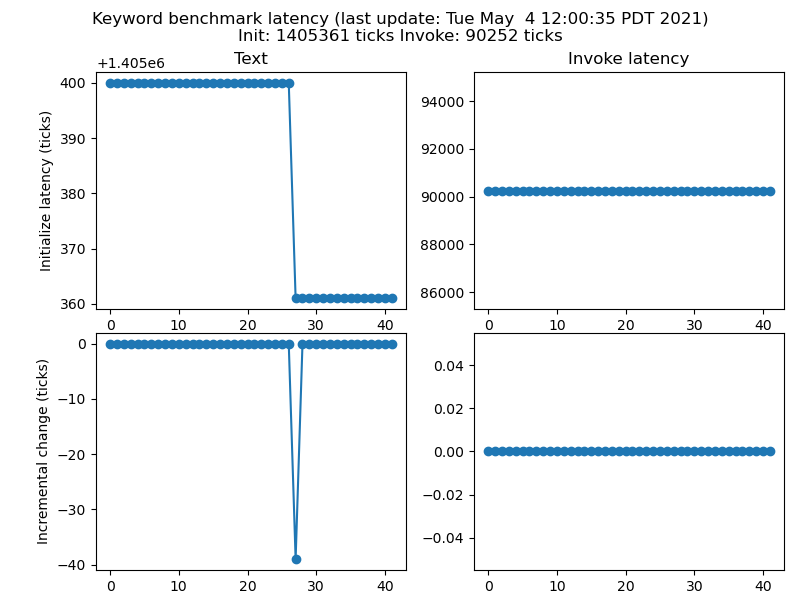 Keyword benchmark latency (last update: Tue May  4 12:00:35 PDT 2021)
Init: 1405361 ticks Invoke: 90252 ticks
Text
+1.405e6
Initialize latency (ticks)
400
390
380
370
360
0 10 20 30 40
Invoke latency
94000
92000
90000
88000
86000
0 10 20 30 40
Incremental change (ticks)
0
−10
−20
−30
−40
0 10 20 30 40
0.04
0.02
0.00
−0.02
−0.04
0 10 20 30 40